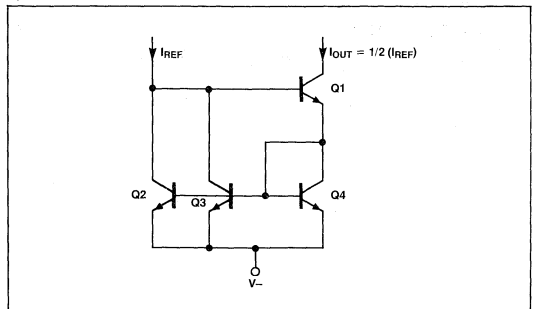 IREF
IOUT = 1/2 (IREF)
Q1
Q2
Q3
Q4
V–